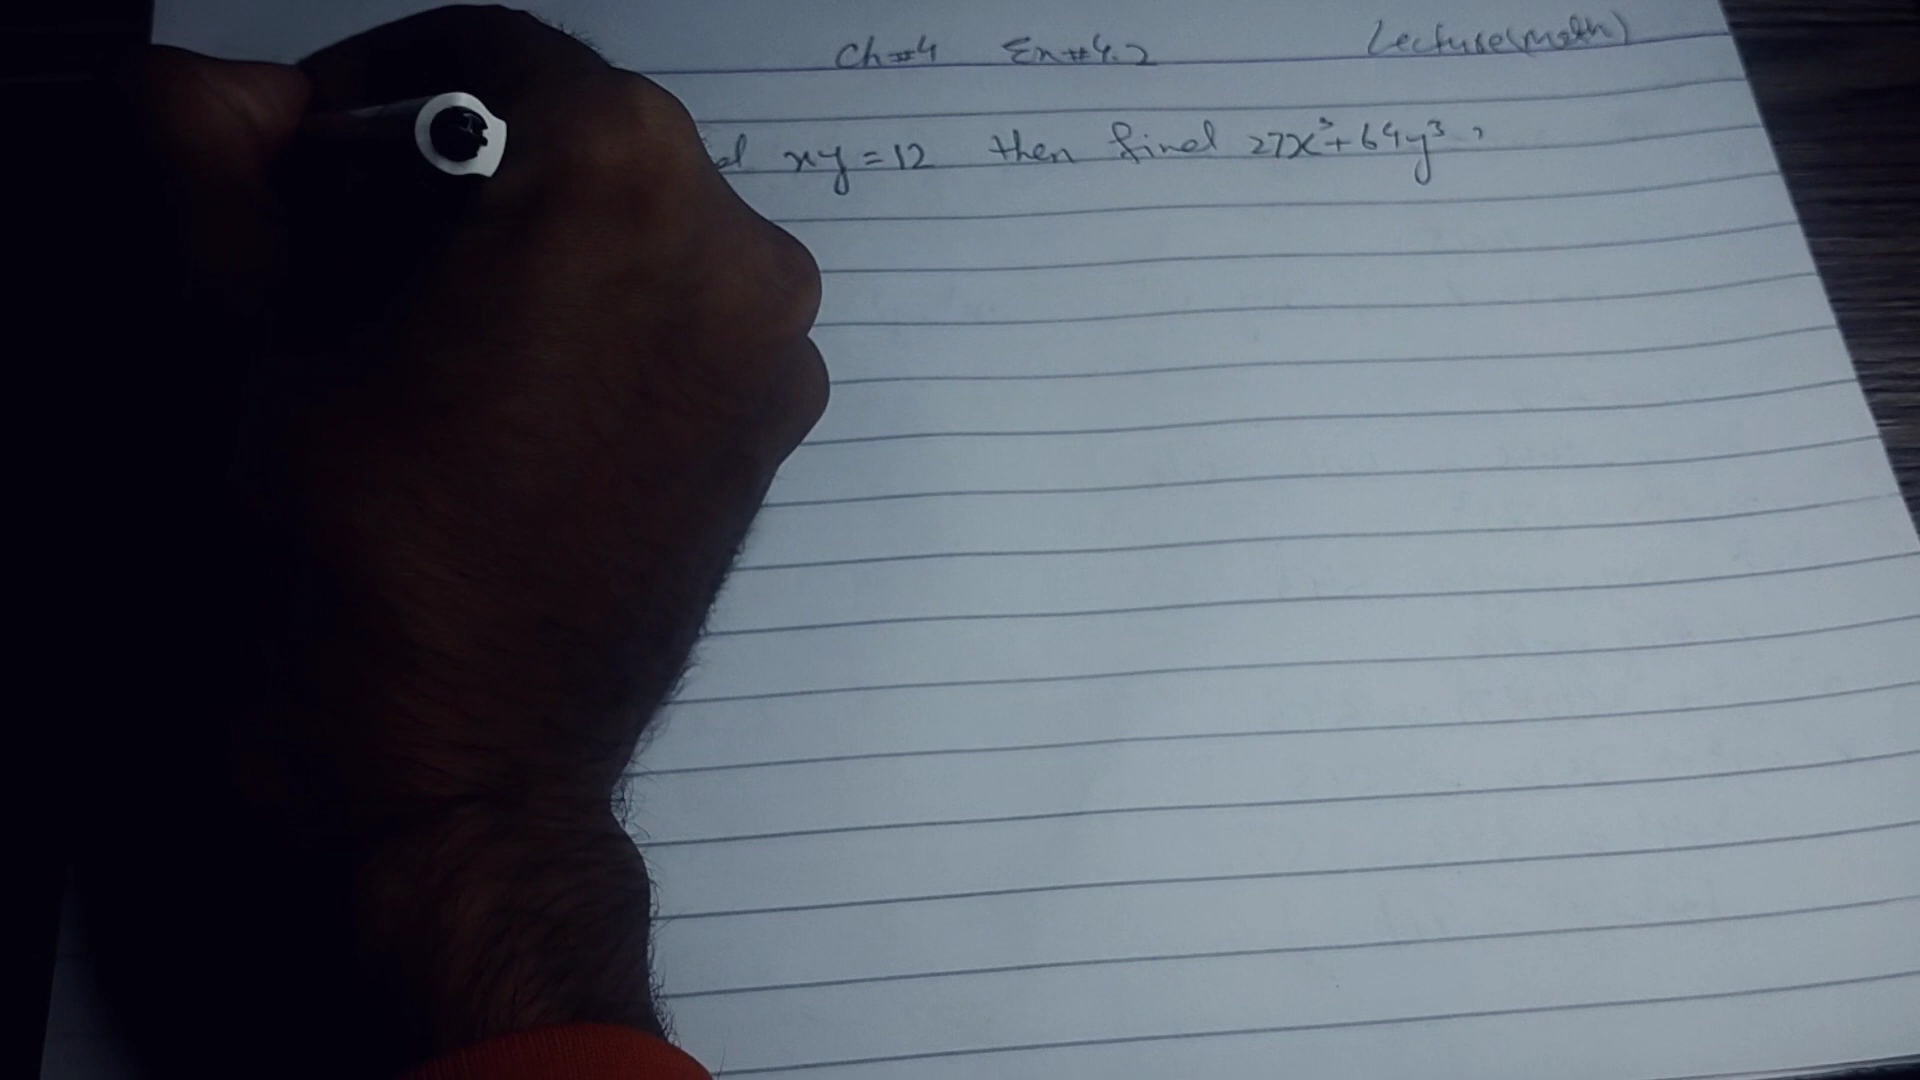 Ch#4 Ex#4.2 Lecture(math)
xy=12 then find 27x³+64y³?